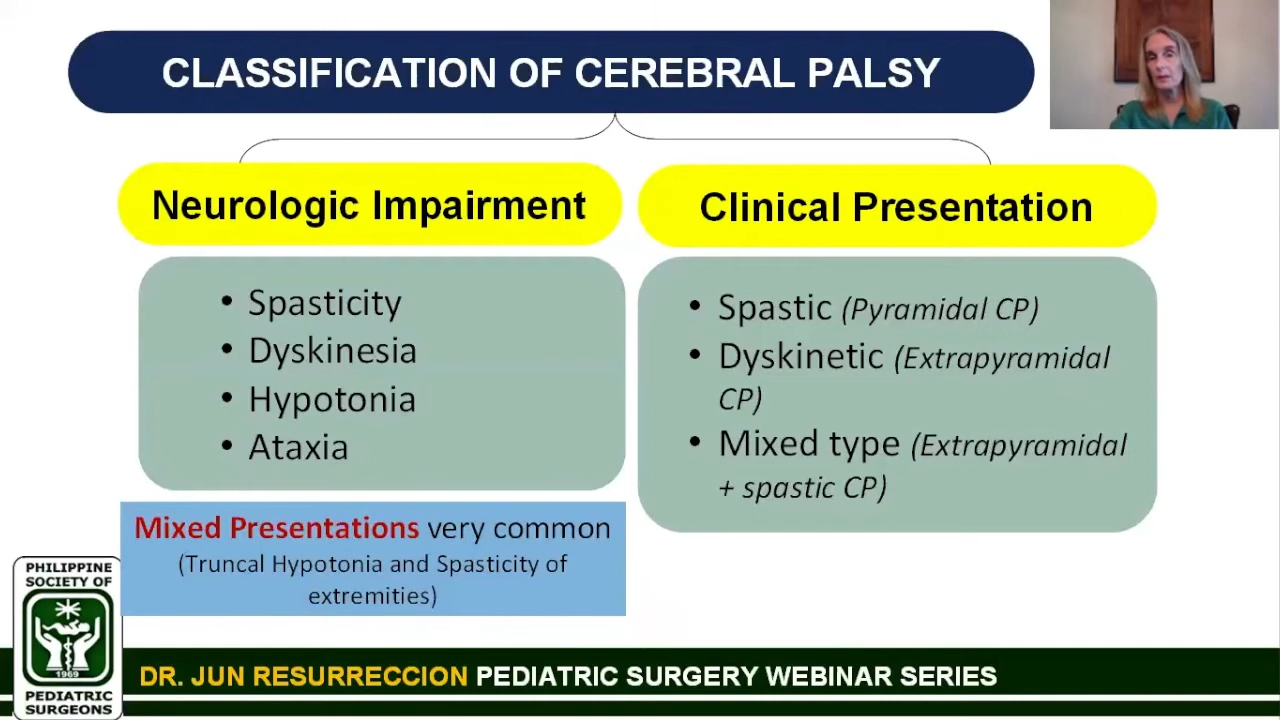 CLASSIFICATION OF CEREBRAL PALSY
Neurologic Impairment
• Spasticity
• Dyskinesia
• Hypotonia
• Ataxia
Mixed Presentations very common
(Truncal Hypotonia and Spasticity of
extremities)
Clinical Presentation
• Spastic (Pyramidal CP)
• Dyskinetic (Extrapyramidal
CP)
• Mixed type (Extrapyramidal
+ spastic CP)
PHILIPPINE
SOCIETY OF
1969
PEDIATRIC
SURGEONS
DR. JUN RESURRECCION PEDIATRIC SURGERY WEBINAR SERIES